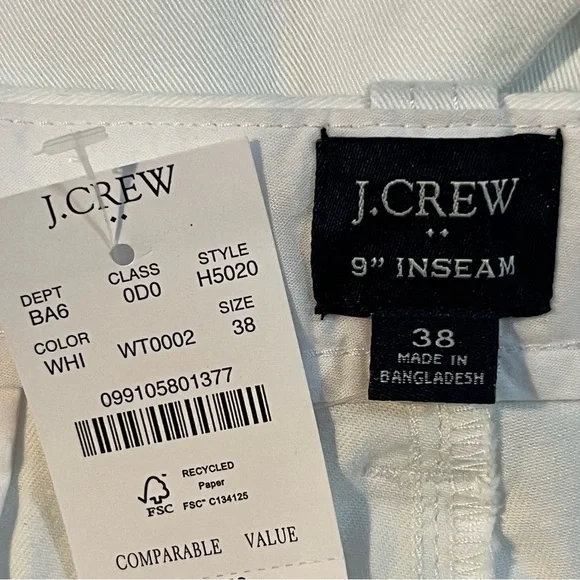 J.CREW
DEPT CLASS STYLE
BA6 0D0 H5020
COLOR SIZE
WHI WT0002 38
099105801377
RECYCLED
Paper
FSC
FSC™ C134125
COMPARABLE VALUE
J.CREW
9" INSEAM
38
MADE IN
BANGLADESH